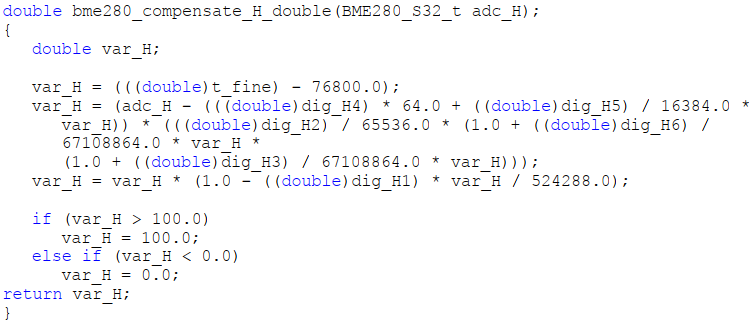 double bme280_compensate_H_double(BME280_S32_t adc_H);
{
double var_H;
var_H = (((double)t_fine) - 76800.0);
var_H = (adc_H - (((double)dig_H4) * 64.0 + ((double)dig_H5) / 16384.0 *
var_H)) * (((double)dig_H2) / 65536.0 * (1.0 + ((double)dig_H6) /
67108864.0 * var_H *
(1.0 + ((double)dig_H3) / 67108864.0 * var_H)));
var_H = var_H * (1.0 - ((double)dig_H1) * var_H / 524288.0);
if (var_H > 100.0)
var_H = 100.0;
else if (var_H < 0.0)
var_H = 0.0;
return var_H;
}